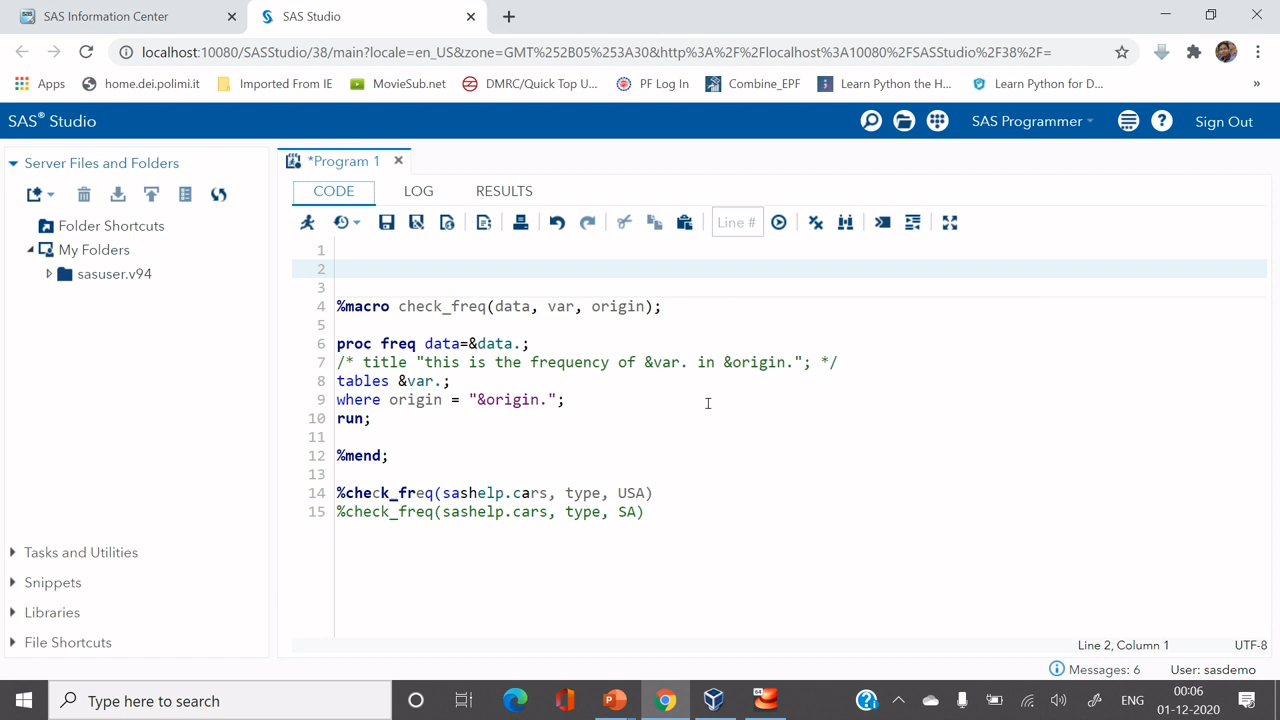 SAS Information Center
SAS Studio
localhost:10080/SASStudio/38/main?locale=en_US&zone=GMT%252B05%253A30&http%3A%2F%2Flocalhost%3A10080%2FSASStudio%2F38%2F=
Apps
home.dei.polimi.it
Imported From IE
MovieSub.net
DMRC/Quick Top U...
PF Log In
Combine_EPF
Learn Python the H...
Learn Python for D...
»
SAS® Studio
SAS Programmer
Sign Out
Server Files and Folders
Folder Shortcuts
My Folders
sasuser.v94
Tasks and Utilities
Snippets
Libraries
File Shortcuts
*Program 1
CODE LOG RESULTS
Line #
1
2
3
4 %macro check_freq(data, var, origin);
5
6 proc freq data=&data.;
7 /* title "this is the frequency of &var. in &origin."; */
8 tables &var.;
9 where origin = "&origin.";
10 run;
11
12 %mend;
13
14 %check_freq(sashelp.cars, type, USA)
15 %check_freq(sashelp.cars, type, SA)
Line 2, Column 1
UTF-8
Messages: 6
User: sasdemo
Type here to search
ENG
00:06
01-12-2020